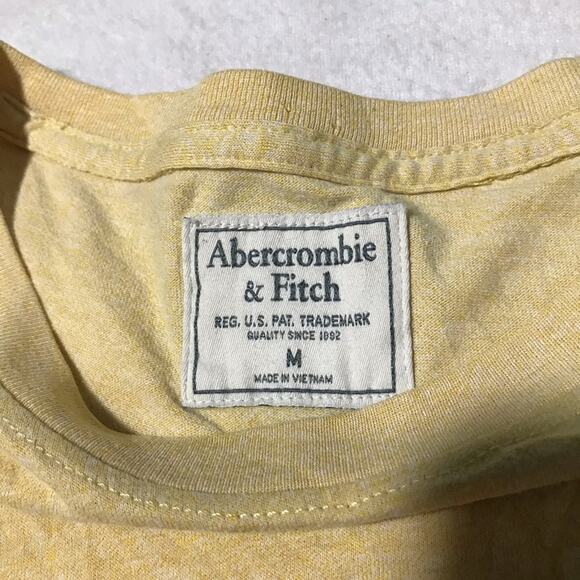 Abercrombie
& Fitch
REG. U.S. PAT. TRADEMARK
QUALITY SINCE 1892
M
MADE IN VIETNAM